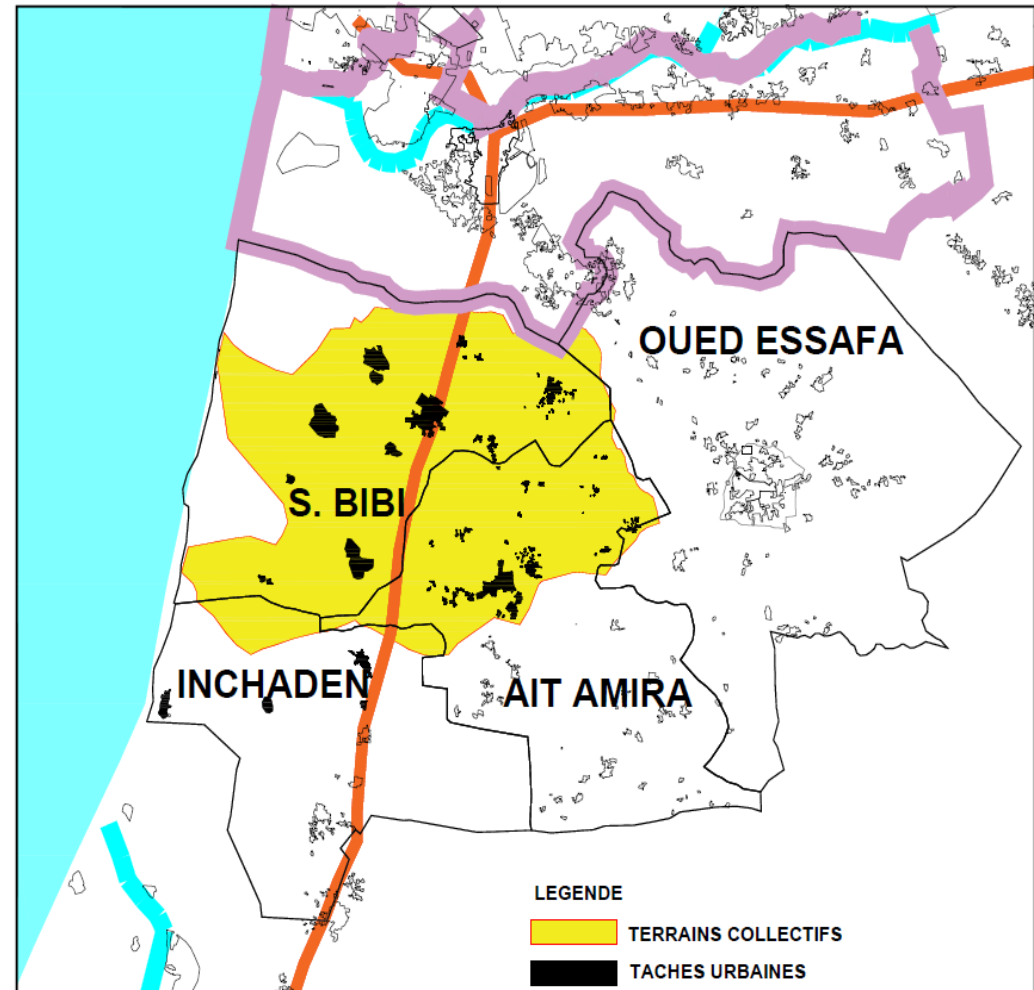 OUED ESSAFA
S. BIBI
INCHADEN
AIT AMIRA
LEGENDE
TERRAINS COLLECTIFS
TACHES URBAINES